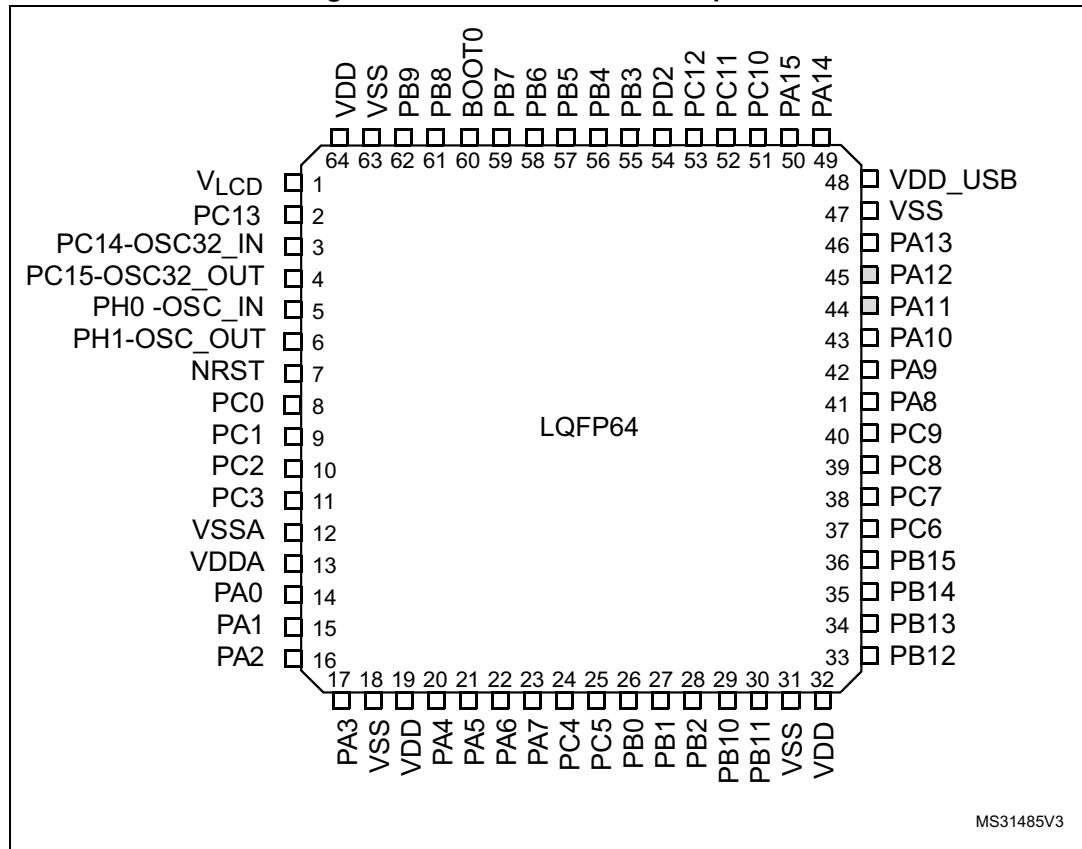 VDD
VSS
PB9
PB8
BOOT0
PB7
PB6
PB5
PB4
PB3
PD2
PC12
PC11
PC10
PA15
PA14
64 63 62 61 60 59 58 57 56 55 54 53 52 51 50 49
VLCD 1
PC13 2
PC14-OSC32_IN 3
PC15-OSC32_OUT 4
PH0 -OSC_IN 5
PH1-OSC_OUT 6
NRST 7
PC0 8
PC1 9
PC2 10
PC3 11
VSSA 12
VDDA 13
PA0 14
PA1 15
PA2 16
LQFP64
48 VDD_USB
47 VSS
46 PA13
45 PA12
44 PA11
43 PA10
42 PA9
41 PA8
40 PC9
39 PC8
38 PC7
37 PC6
36 PB15
35 PB14
34 PB13
33 PB12
17 18 19 20 21 22 23 24 25 26 27 28 29 30 31 32
PA3
VSS
VDD
PA4
PA5
PA6
PA7
PC4
PC5
PB0
PB1
PB2
PB10
PB11
VSS
VDD
MS31485V3